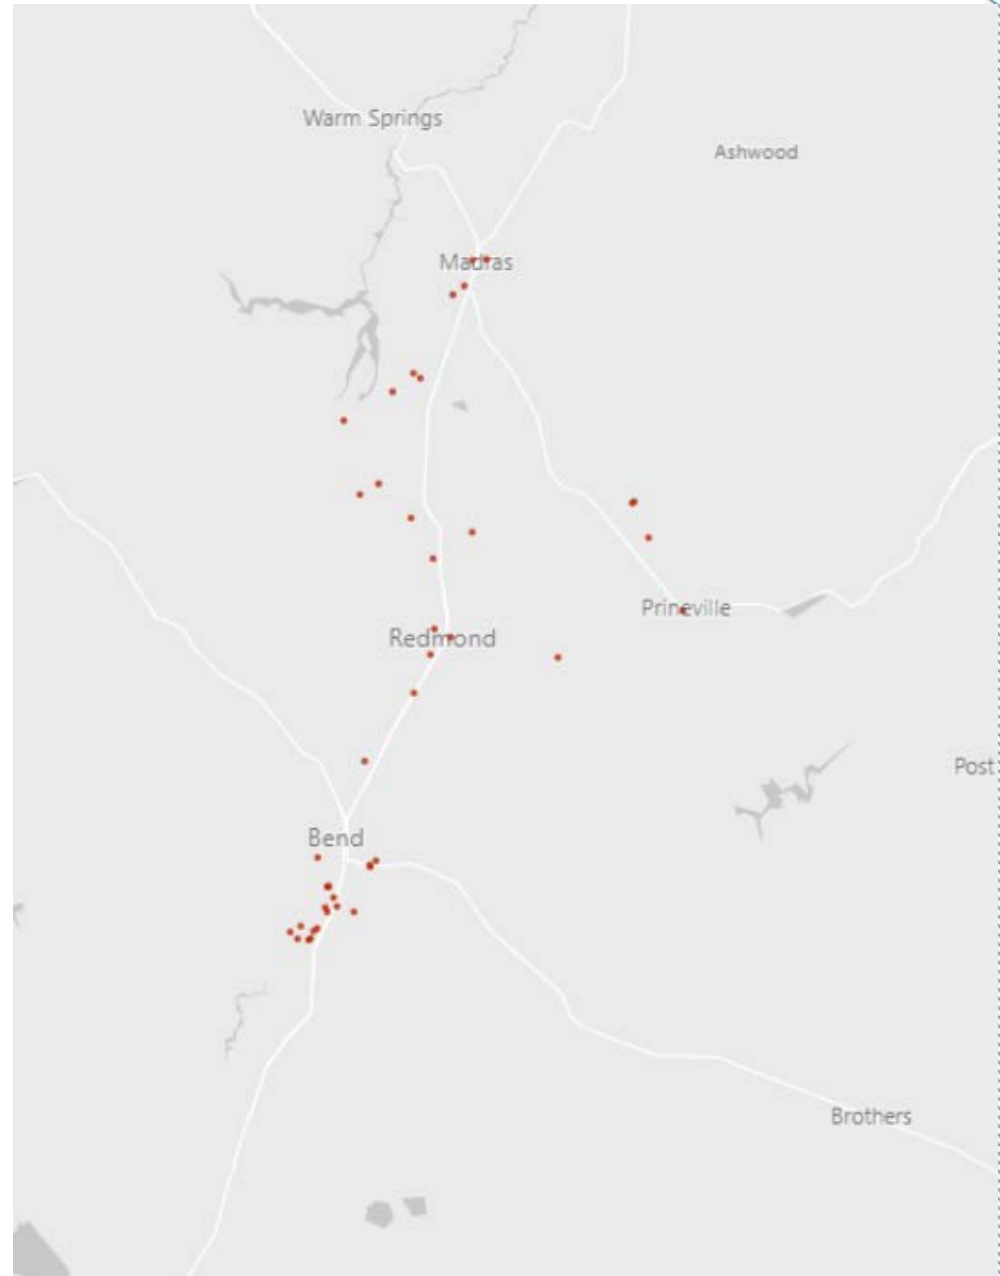 Warm Springs
Ashwood
Madras
Prineville
Redmond
Post
Bend
Brothers